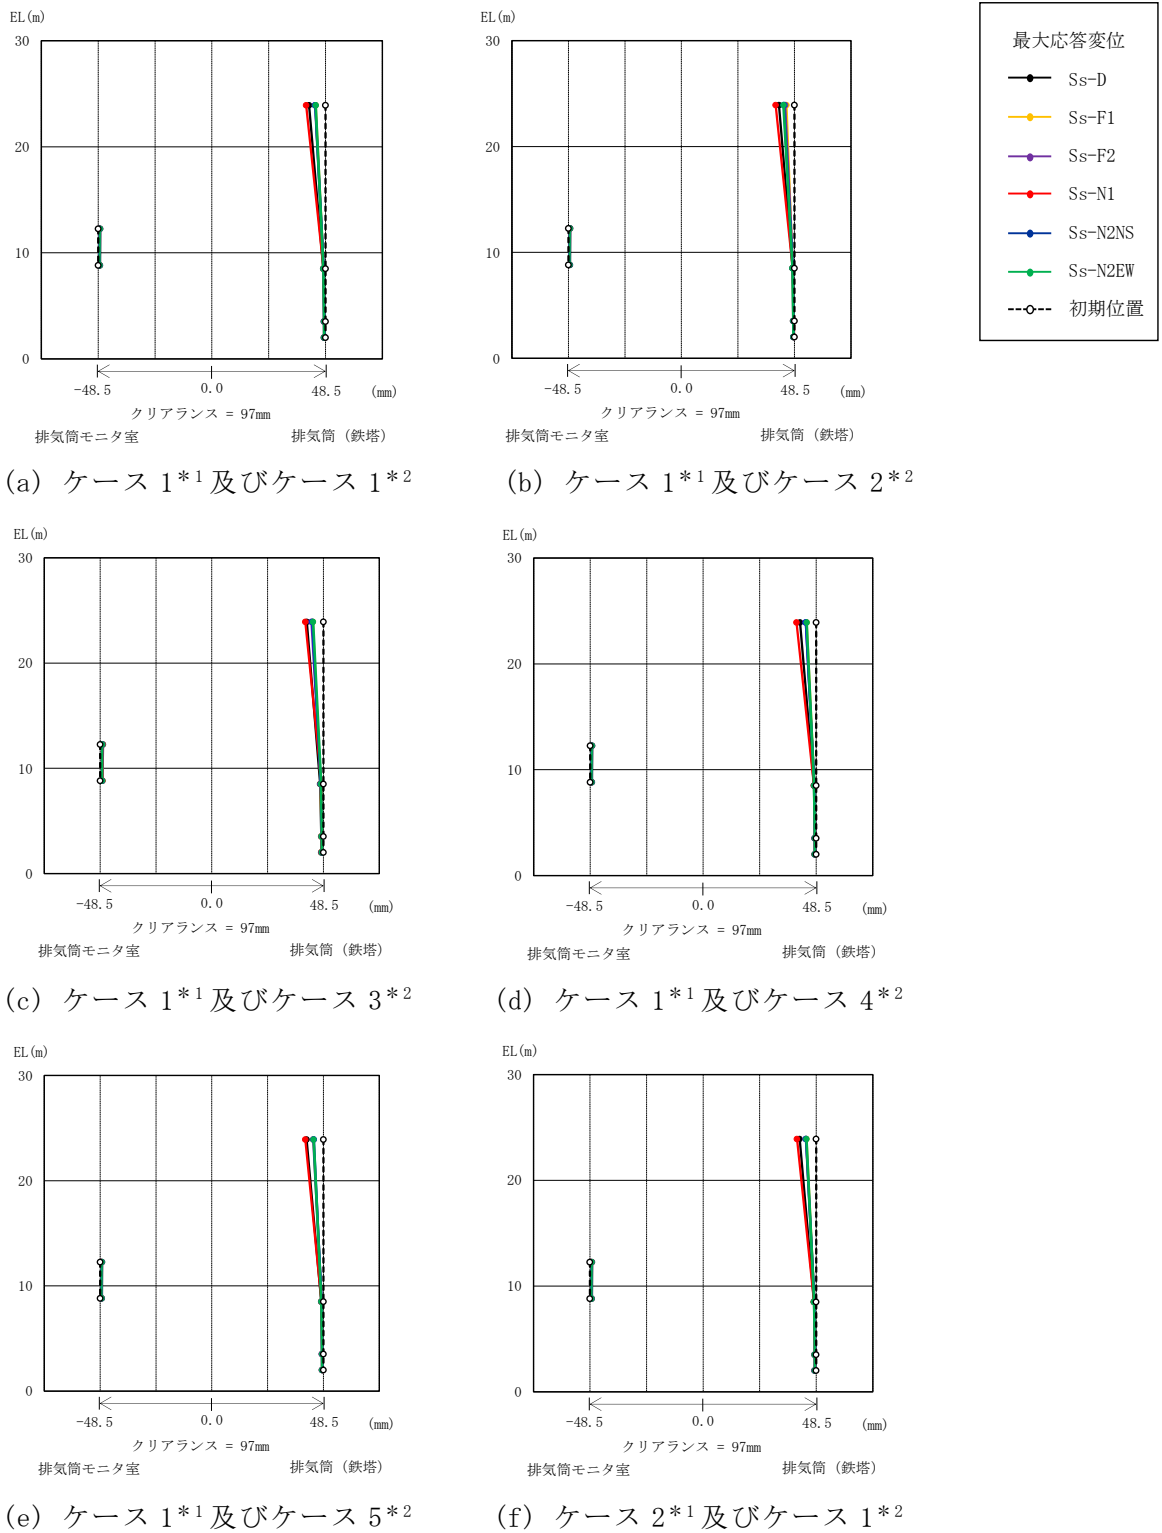 EL(m)
30
20
10
0
-48.5
0.0
48.5
(mm)
クリアランス = 97mm
排気筒モニタ室
排気筒(鉄塔)
(a) ケース 1*1 及びケース 1*2
EL(m)
30
20
10
0
-48.5
0.0
48.5
(mm)
クリアランス = 97mm
排気筒モニタ室
排気筒(鉄塔)
(b) ケース 1*1 及びケース 2*2
最大応答変位
Ss-D
Ss-F1
Ss-F2
Ss-N1
Ss-N2NS
Ss-N2EW
初期位置
EL(m)
30
20
10
0
-48.5
0.0
48.5
(mm)
クリアランス = 97mm
排気筒モニタ室
排気筒(鉄塔)
(c) ケース 1*1 及びケース 3*2
EL(m)
30
20
10
0
-48.5
0.0
48.5
(mm)
クリアランス = 97mm
排気筒モニタ室
排気筒(鉄塔)
(d) ケース 1*1 及びケース 4*2
EL(m)
30
20
10
0
-48.5
0.0
48.5
(mm)
クリアランス = 97mm
排気筒モニタ室
排気筒(鉄塔)
(e) ケース 1*1 及びケース 5*2
EL(m)
30
20
10
0
-48.5
0.0
48.5
(mm)
クリアランス = 97mm
排気筒モニタ室
排気筒(鉄塔)
(f) ケース 2*1 及びケース 1*2